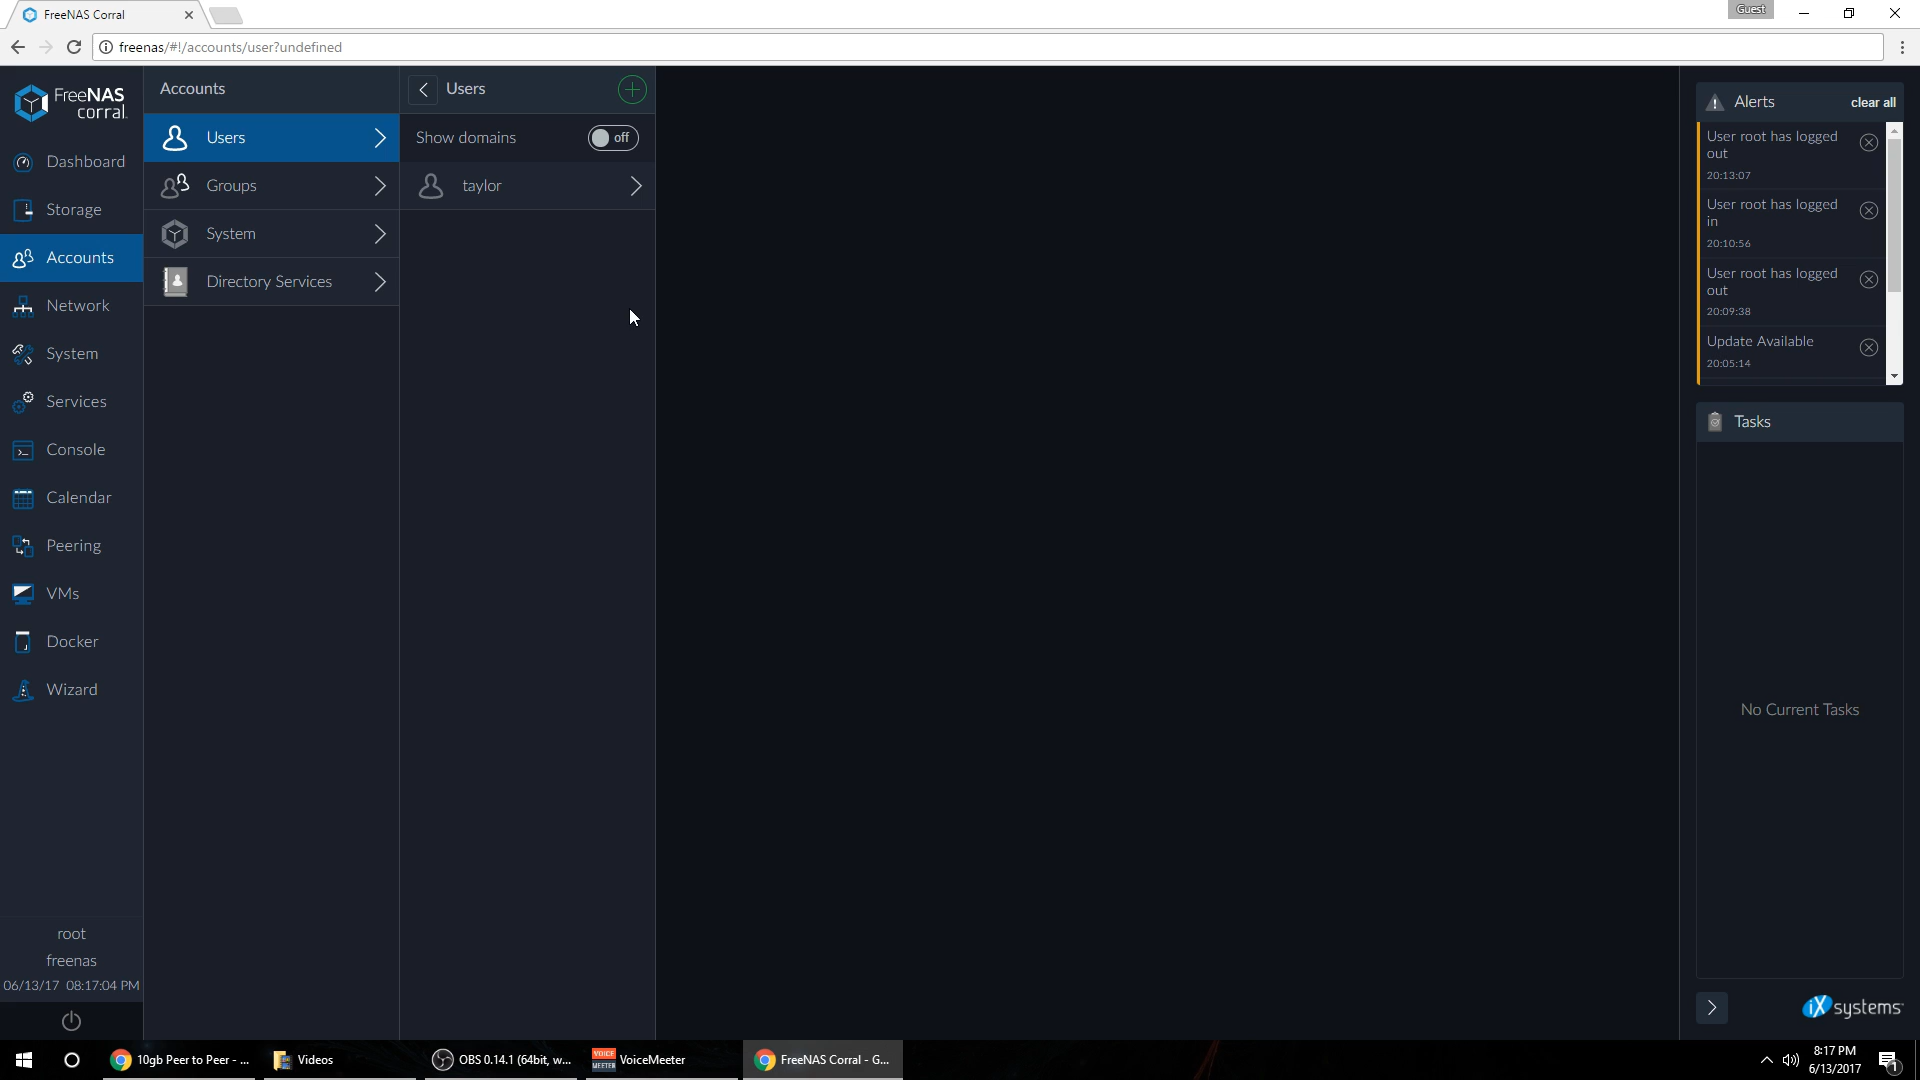 FreeNAS Corral
Guest
freenas/#!/accounts/user?undefined
FreeNAS
corral.
Dashboard
Storage
Accounts
Network
System
Services
Console
Calendar
Peering
VMs
Docker
Wizard
root
freenas
06/13/17 08:17:04 PM
Accounts
Users
Groups
System
Directory Services
Users
Show domains
off
taylor
Alerts
clear all
User root has logged
out
20:13:07
User root has logged
in
20:10:56
User root has logged
out
20:09:38
Update Available
20:05:14
Tasks
No Current Tasks
iXsystems
10gb Peer to Peer - ...
Videos
OBS 0.14.1 (64bit, w...
VOICE
MEETER
VoiceMeeter
FreeNAS Corral - G...
8:17 PM
6/13/2017
1